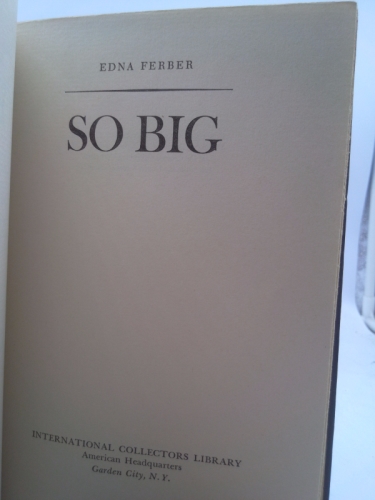 EDNA FERBER
SO BIG
INTERNATIONAL COLLECTORS LIBRARY
American Headquarters
Garden City, N. Y.